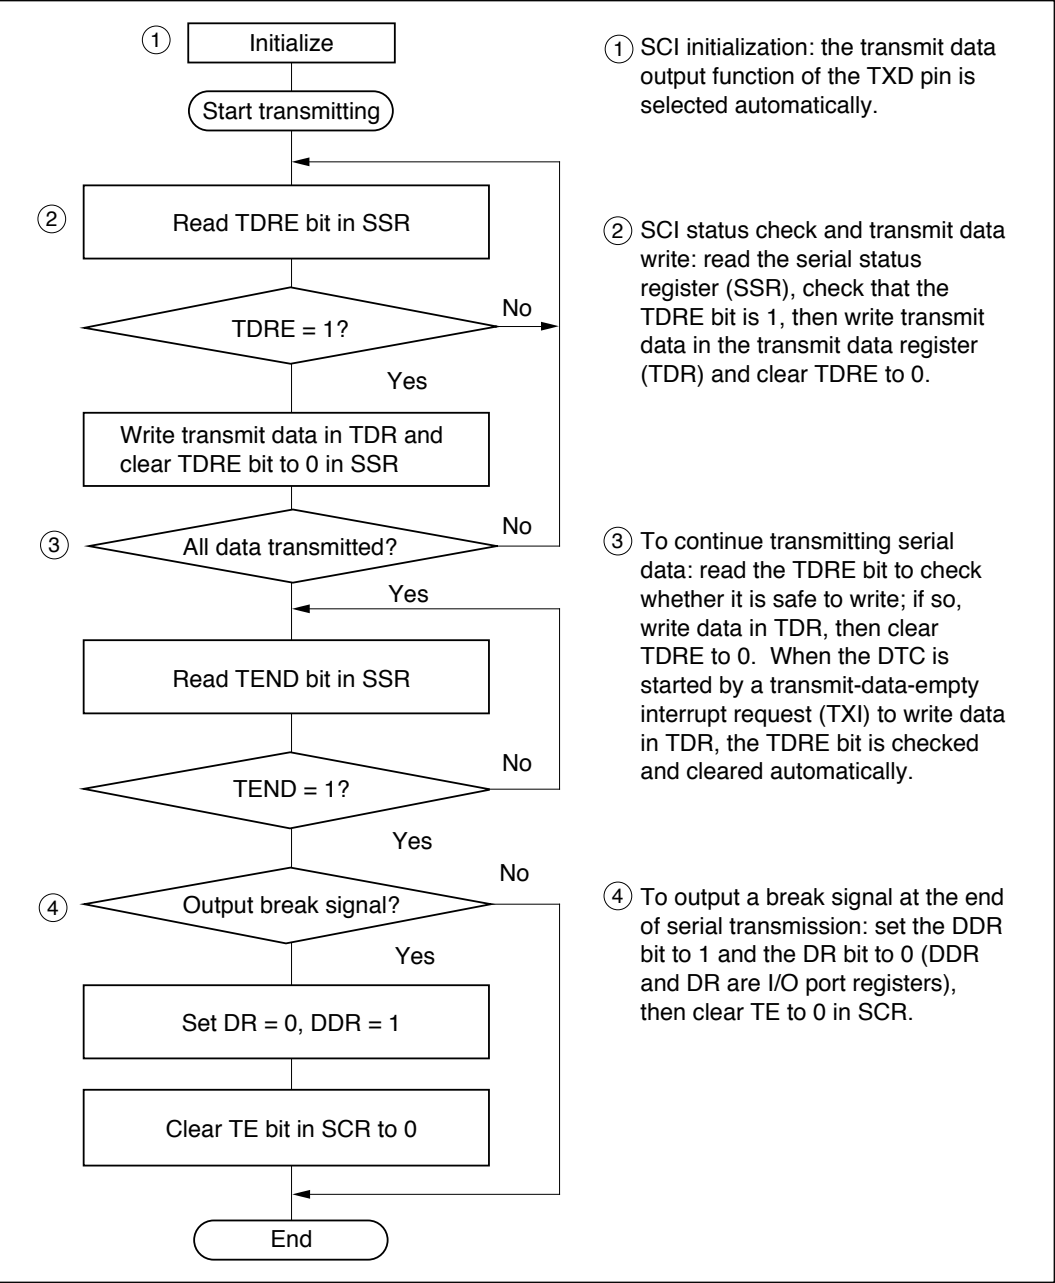 ① Initialize
Start transmitting
② Read TDRE bit in SSR
TDRE = 1?
No
Yes
Write transmit data in TDR and
clear TDRE bit to 0 in SSR
③ All data transmitted?
No
Yes
Read TEND bit in SSR
TEND = 1?
No
Yes
④ Output break signal?
No
Yes
Set DR = 0, DDR = 1
Clear TE bit in SCR to 0
End
① SCI initialization: the transmit data
output function of the TXD pin is
selected automatically.
② SCI status check and transmit data
write: read the serial status
register (SSR), check that the
TDRE bit is 1, then write transmit
data in the transmit data register
(TDR) and clear TDRE to 0.
③ To continue transmitting serial
data: read the TDRE bit to check
whether it is safe to write; if so,
write data in TDR, then clear
TDRE to 0. When the DTC is
started by a transmit-data-empty
interrupt request (TXI) to write data
in TDR, the TDRE bit is checked
and cleared automatically.
④ To output a break signal at the end
of serial transmission: set the DDR
bit to 1 and the DR bit to 0 (DDR
and DR are I/O port registers),
then clear TE to 0 in SCR.